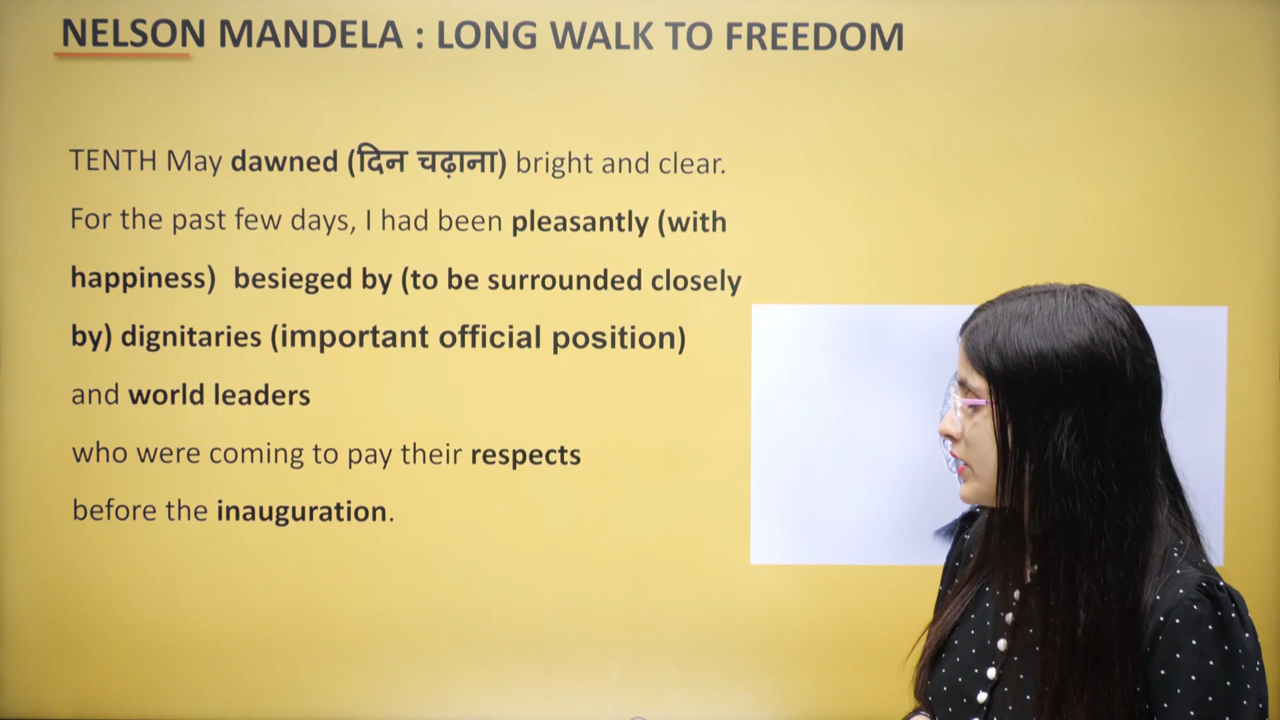 NELSON MANDELA : LONG WALK TO FREEDOM
TENTH May dawned (दिन चढ़ाना) bright and clear.
For the past few days, I had been pleasantly (with
happiness) besieged by (to be surrounded closely
by) dignitaries (important official position)
and world leaders
who were coming to pay their respects
before the inauguration.